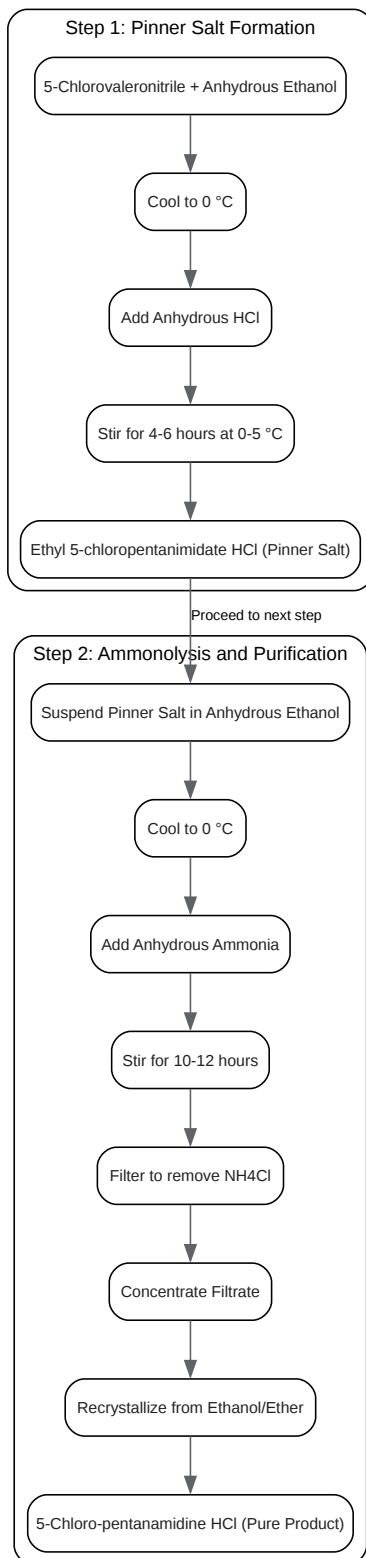 Step 1: Pinner Salt Formation
5-Chlorovaleronitrile + Anhydrous Ethanol
Cool to 0 °C
Add Anhydrous HCl
Stir for 4-6 hours at 0-5 °C
Ethyl 5-chloropentanimidate HCl (Pinner Salt)
Proceed to next step
Step 2: Ammonolysis and Purification
Suspend Pinner Salt in Anhydrous Ethanol
Cool to 0 °C
Add Anhydrous Ammonia
Stir for 10-12 hours
Filter to remove NH4Cl
Concentrate Filtrate
Recrystallize from Ethanol/Ether
5-Chloro-pentanamidine HCl (Pure Product)